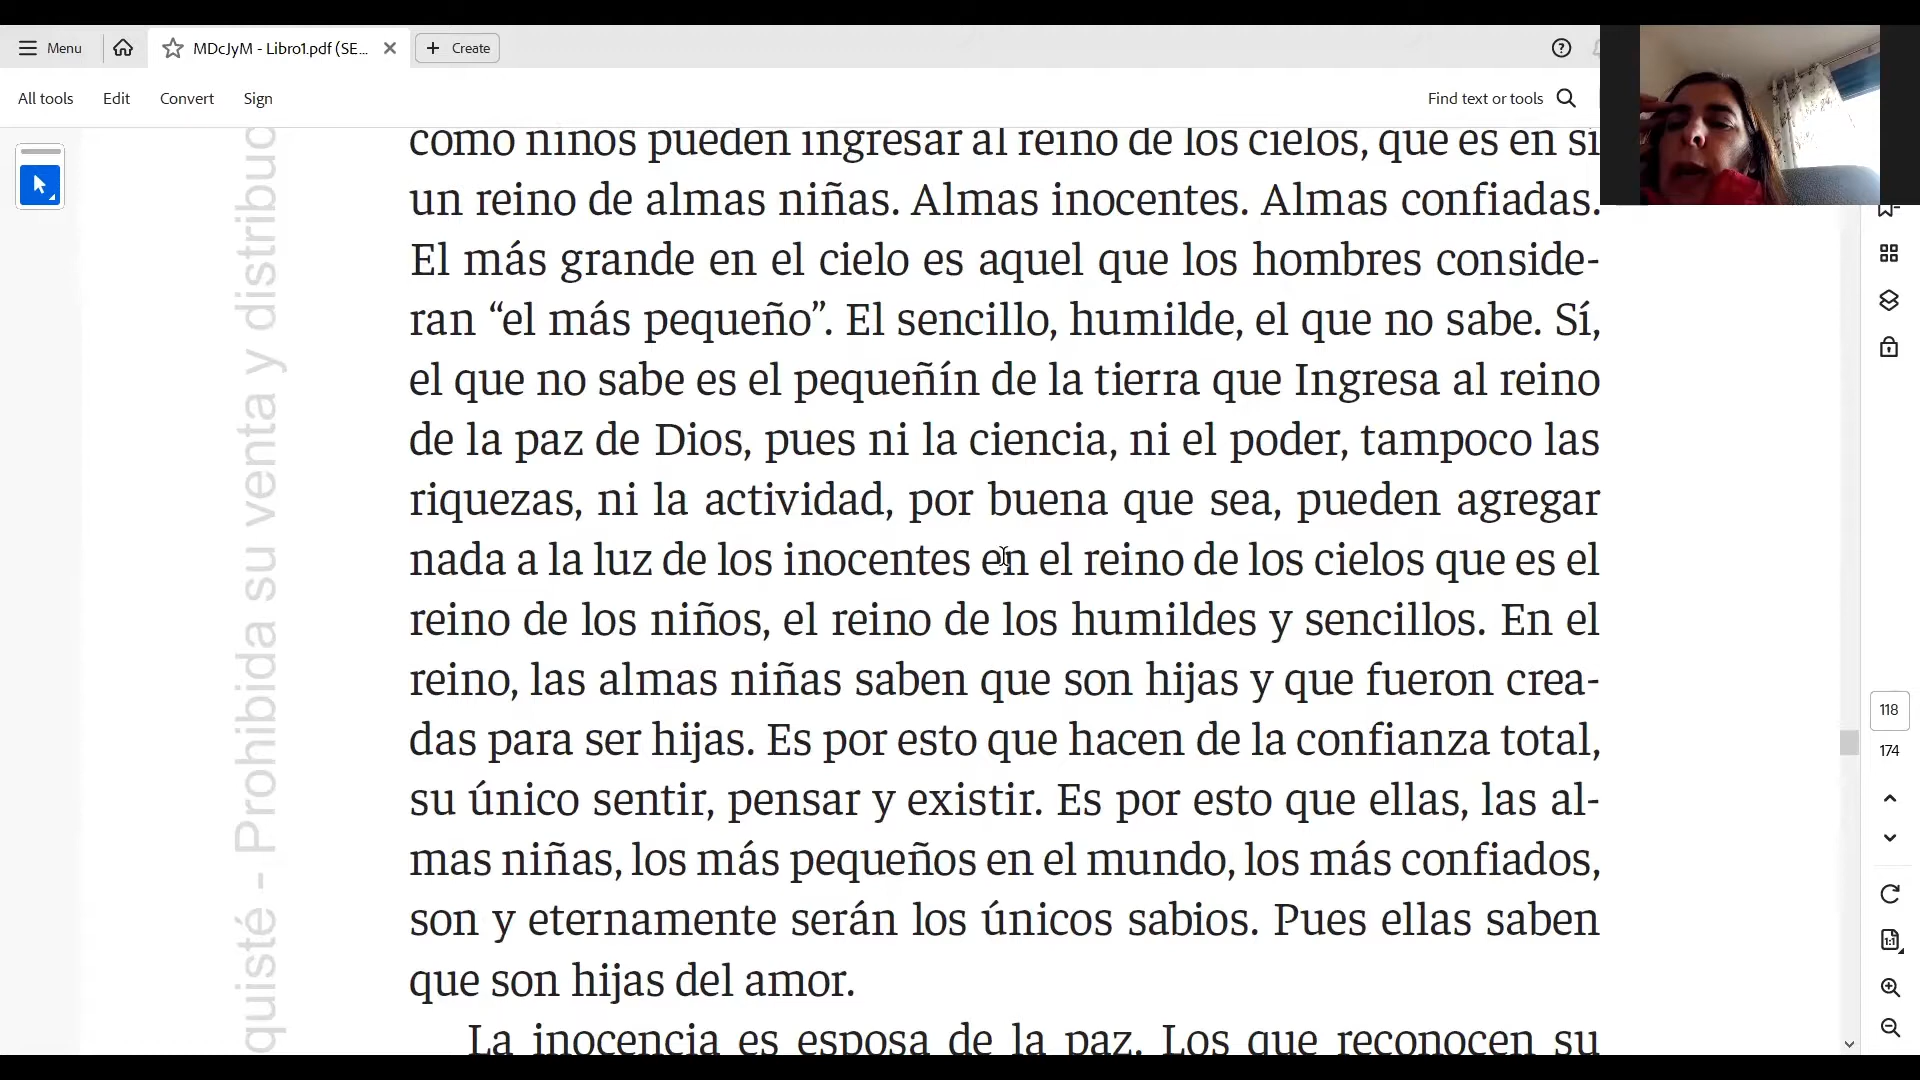 Menu
MDcJyM - Libro1.pdf (SE...
Create
All tools
Edit
Convert
Sign
Find text or tools
como niños pueden ingresar al reino de los cielos, que es en sí
un reino de almas niñas. Almas inocentes. Almas confiadas.
El más grande en el cielo es aquel que los hombres conside-
ran “el más pequeño”. El sencillo, humilde, el que no sabe. Sí,
el que no sabe es el pequeñín de la tierra que Ingresa al reino
de la paz de Dios, pues ni la ciencia, ni el poder, tampoco las
riquezas, ni la actividad, por buena que sea, pueden agregar
nada a la luz de los inocentes en el reino de los cielos que es el
reino de los niños, el reino de los humildes y sencillos. En el
reino, las almas niñas saben que son hijas y que fueron crea-
das para ser hijas. Es por esto que hacen de la confianza total,
su único sentir, pensar y existir. Es por esto que ellas, las al-
mas niñas, los más pequeños en el mundo, los más confiados,
son y eternamente serán los únicos sabios. Pues ellas saben
que son hijas del amor.
La inocencia es esposa de la paz. Los que reconocen su
quisté - Prohibida su venta y distribuc
118
174